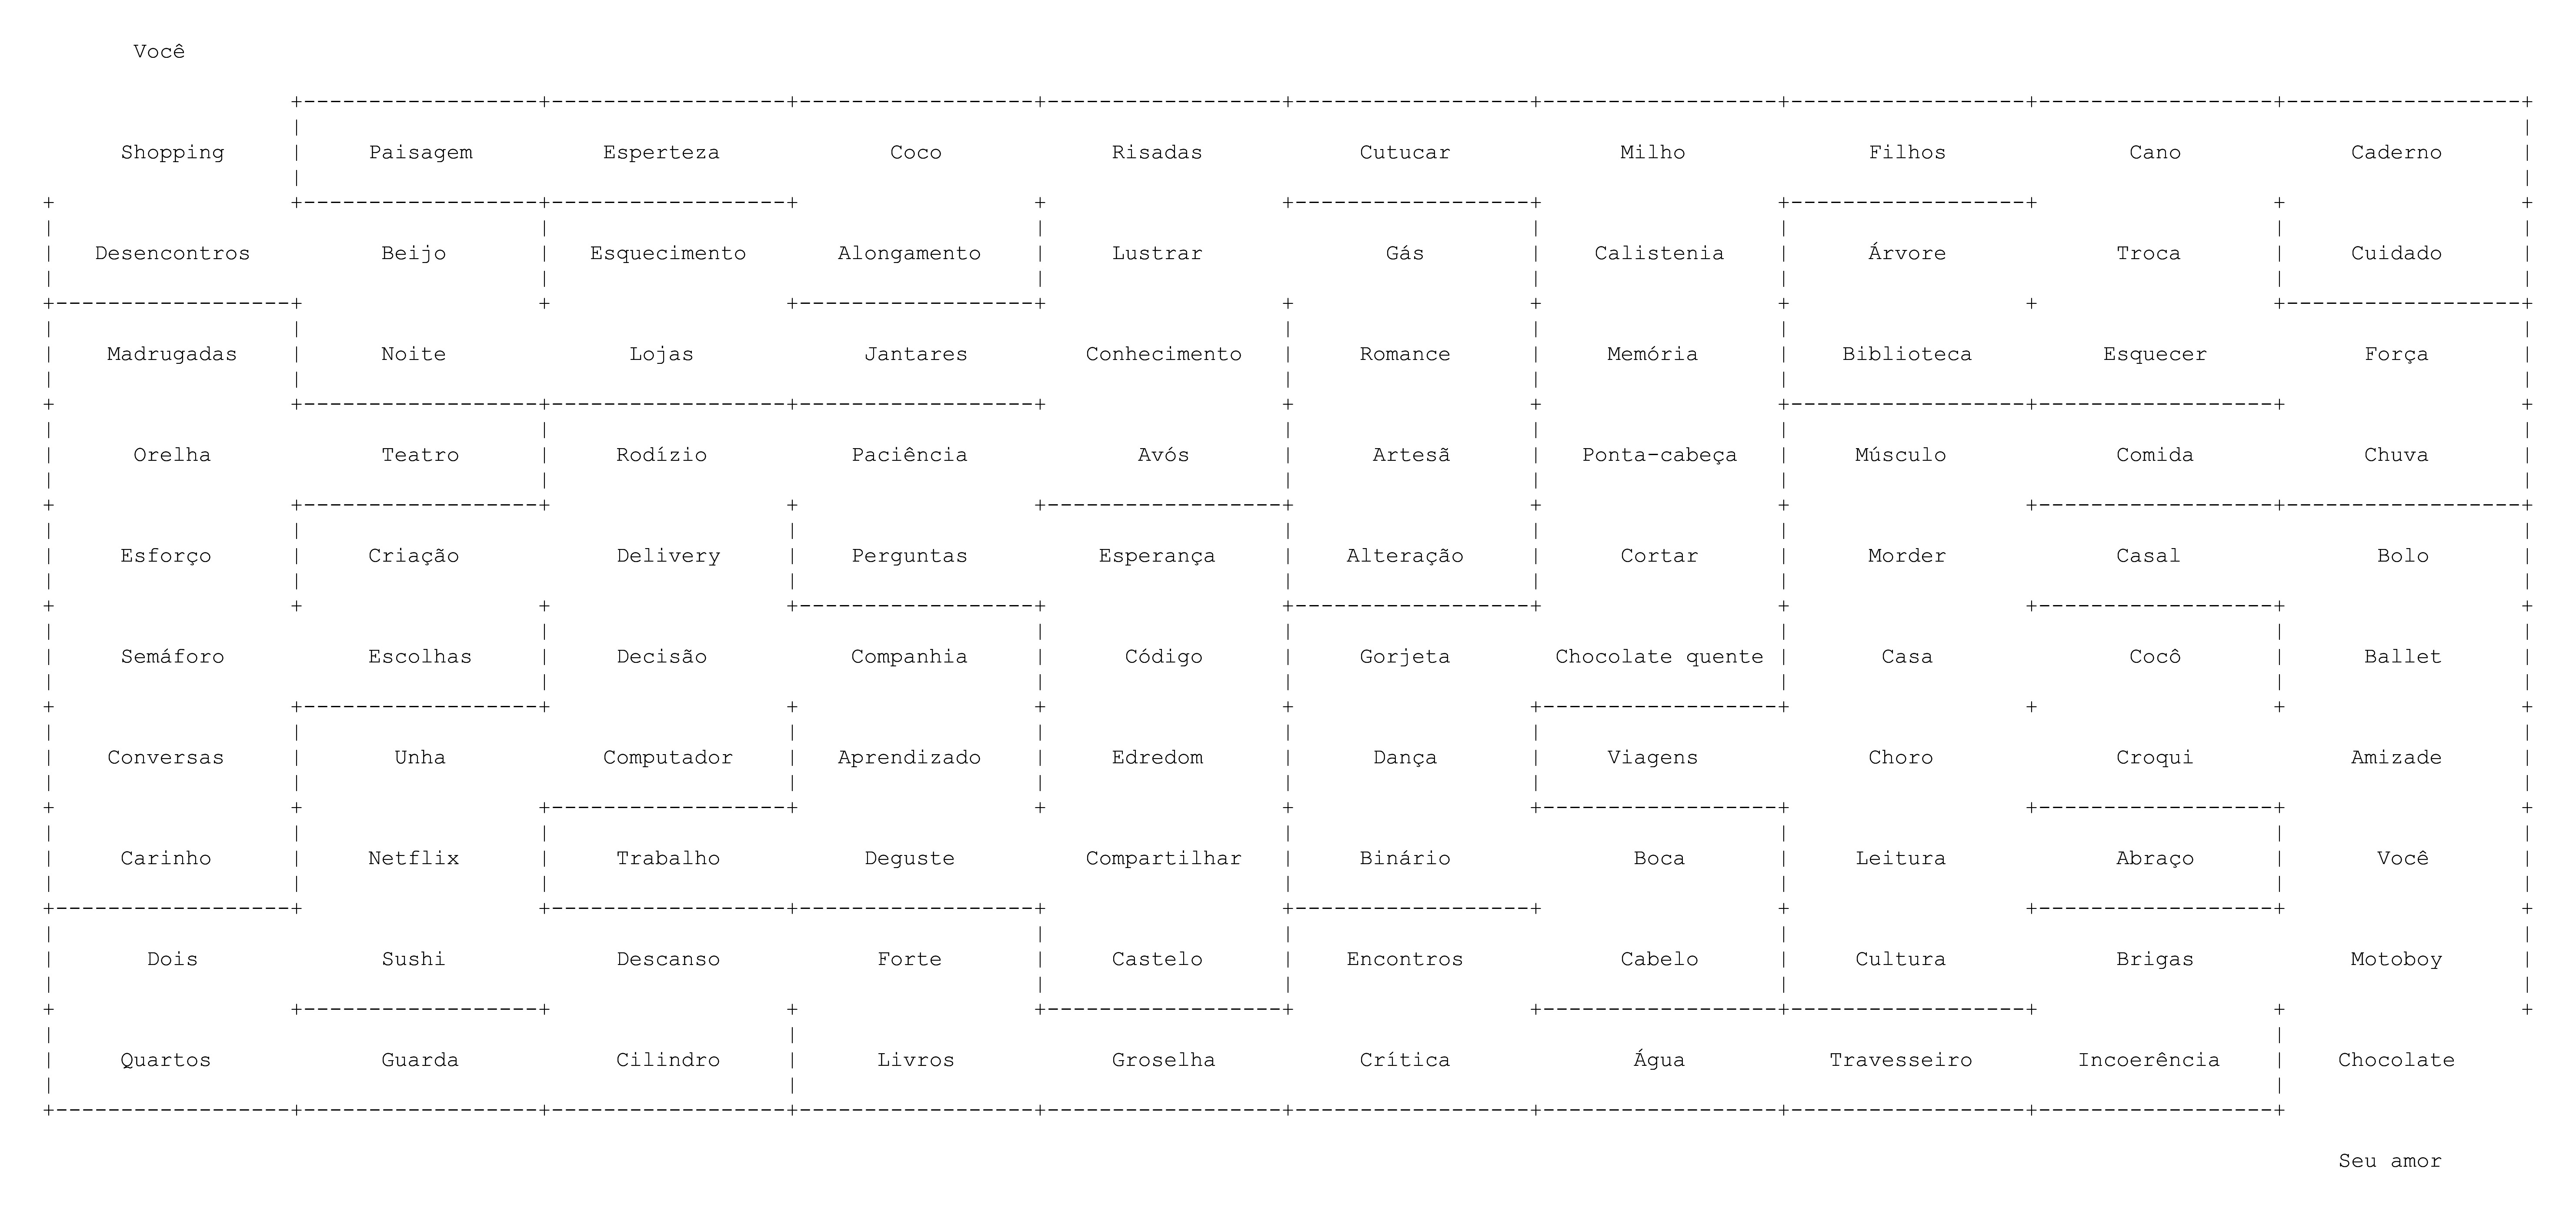 Você
Shopping Paisagem Esperteza Coco Risadas Cutucar Milho Filhos Cano Caderno
Desencontros Beijo Esquecimento Alongamento Lustrar Gás Calistenia Árvore Troca Cuidado
Madrugadas Noite Lojas Jantares Conhecimento Romance Memória Biblioteca Esquecer Força
Orelha Teatro Rodízio Paciência Avós Artesã Ponta-cabeça Músculo Comida Chuva
Esforço Criação Delivery Perguntas Esperança Alteração Cortar Morder Casal Bolo
Semáforo Escolhas Decisão Companhia Código Gorjeta Chocolate quente Casa Cocô Ballet
Conversas Unha Computador Aprendizado Edredom Dança Viagens Choro Croqui Amizade
Carinho Netflix Trabalho Deguste Compartilhar Binário Boca Leitura Abraço Você
Dois Sushi Descanso Forte Castelo Encontros Cabelo Cultura Brigas Motoboy
Quartos Guarda Cilindro Livros Groselha Crítica Água Travesseiro Incoerência Chocolate
Seu amor